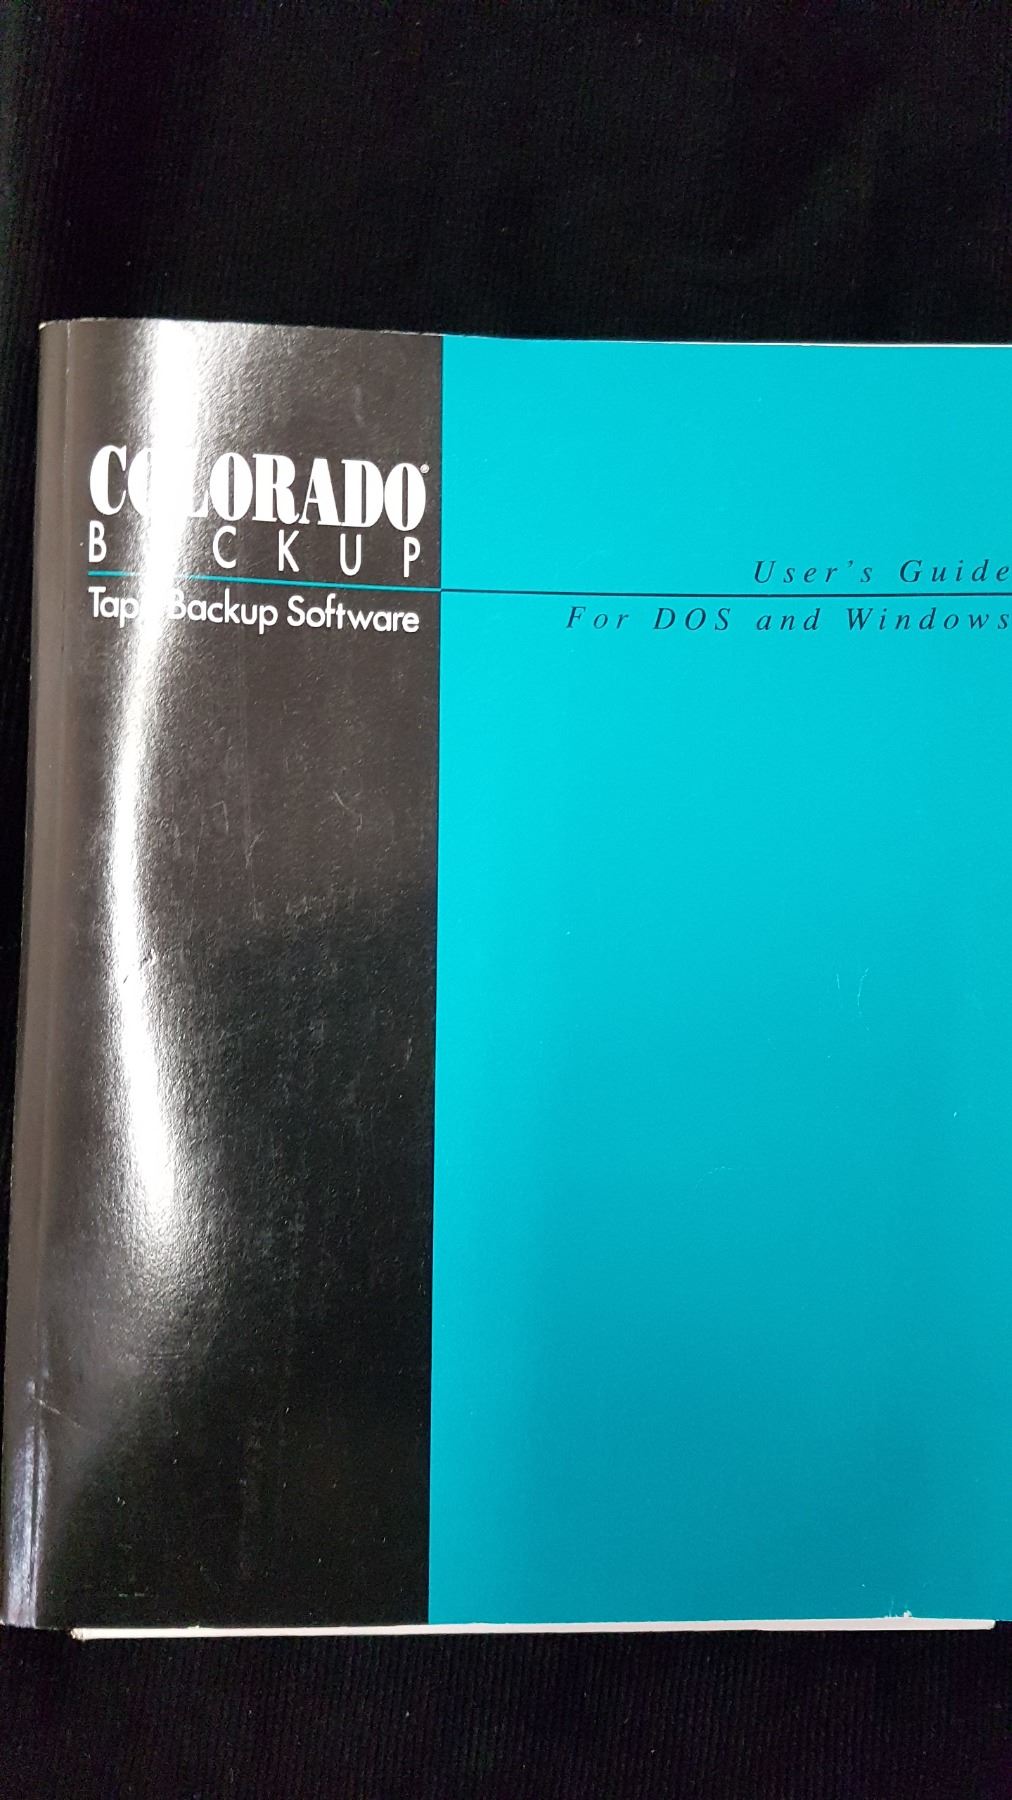 COLORADO®
BACKUP
Tape Backup Software
User's Guide
For DOS and Windows